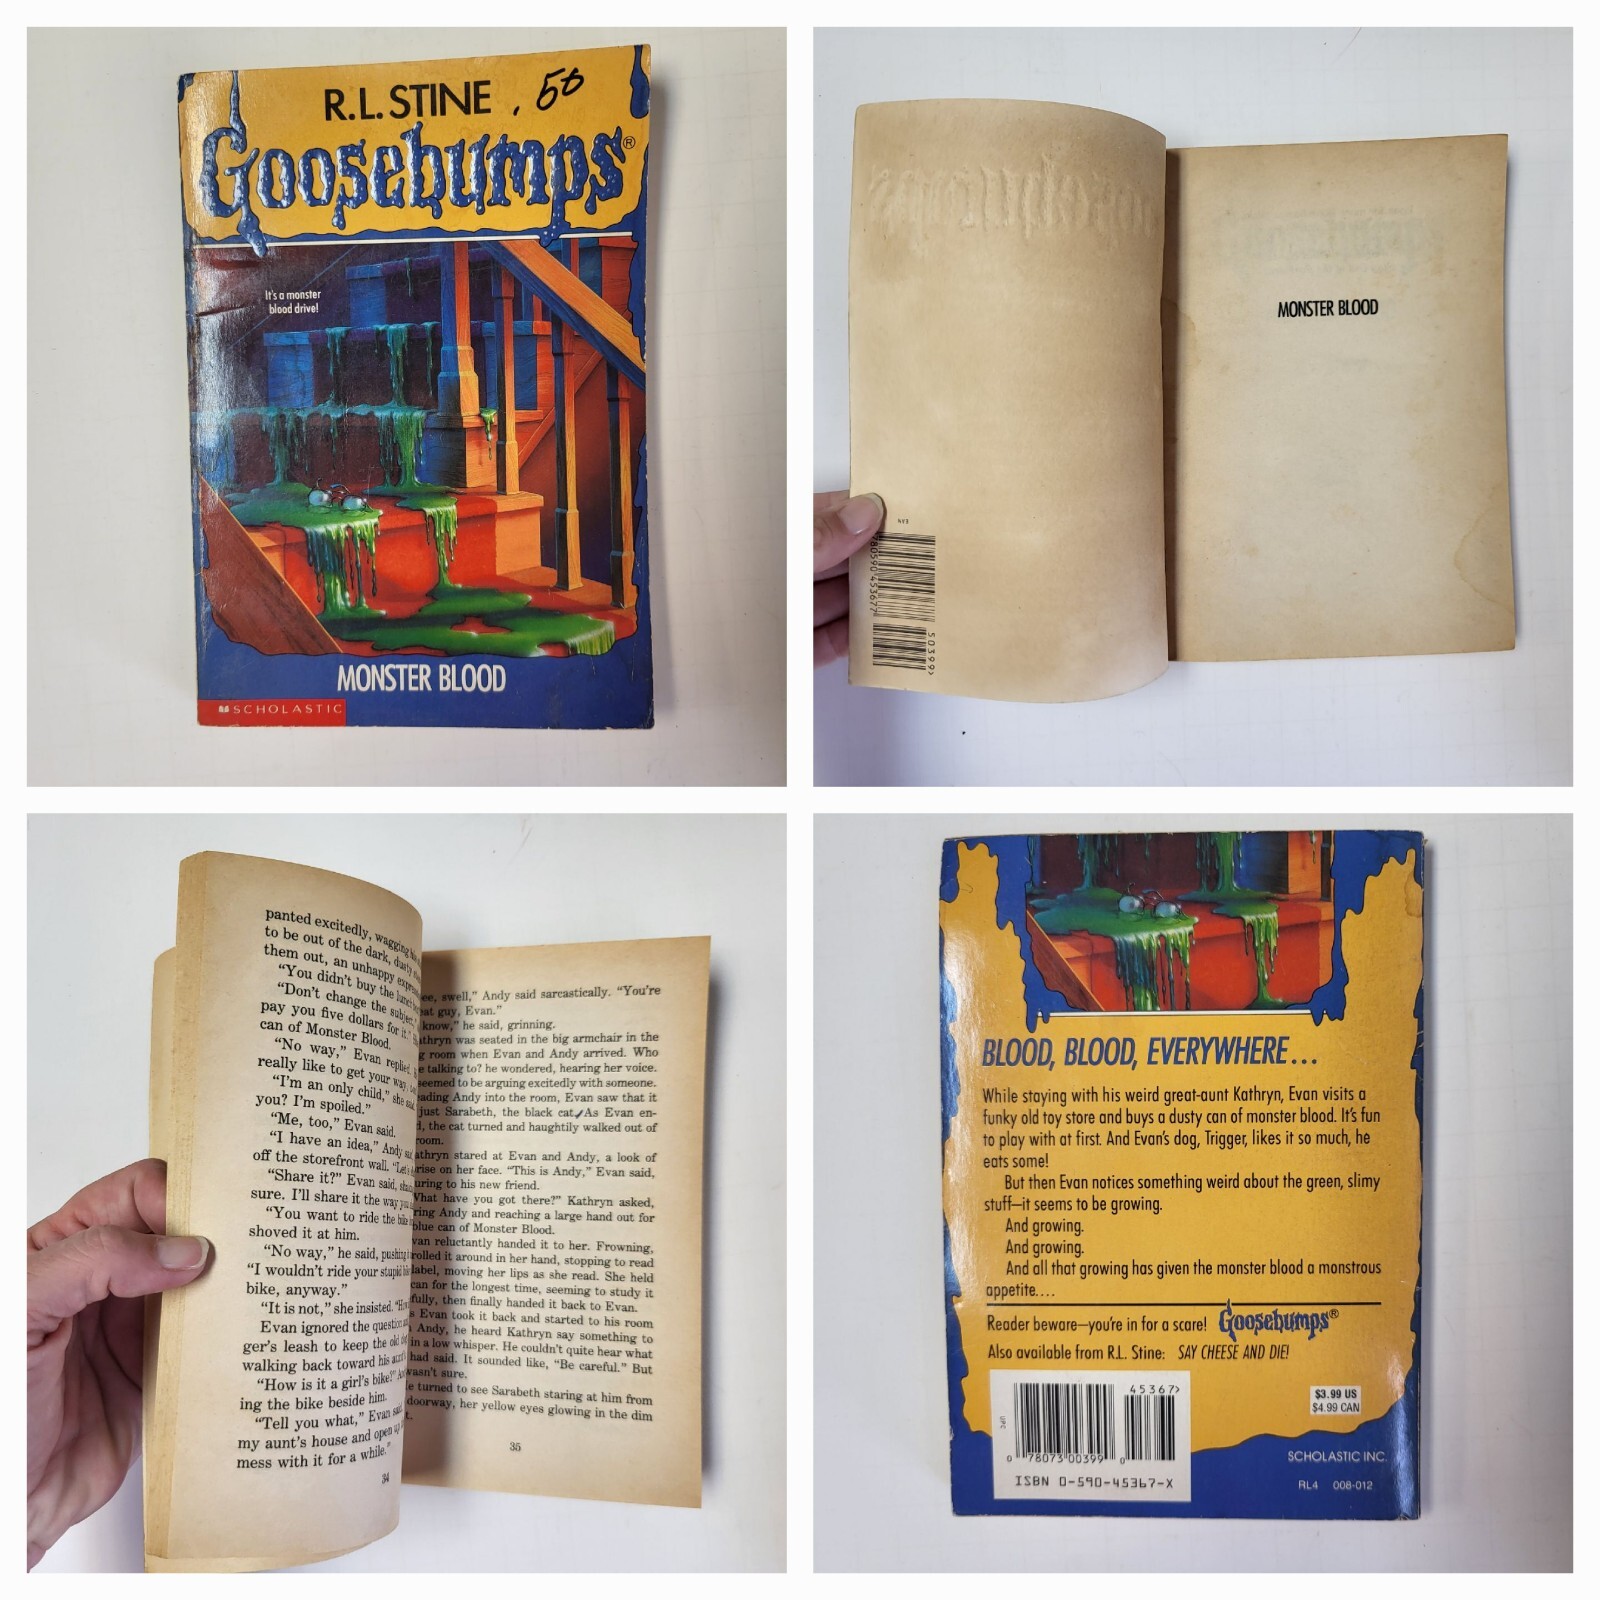 R.L. STINE .50
Goosebumps®
It's a monster
blood drive!
MONSTER BLOOD
SCHOLASTIC
MONSTER BLOOD
NY3
780590 453677
50399>
panted excitedly, wagging
to be out of the dark, dusty
them out, an unhappy
"You didn't buy the
"Don't change the subject,"
pay you five dollars for it."
can of Monster Blood.
"No way," Evan replied.
really like to get your way,
"I'm an only child," she said.
you? I'm spoiled."
"Me, too," Evan said.
"I have an idea," Andy
off the storefront wall. "Let's
"Share it?" Evan said,
sure. I'll share it the way you
"You want to ride the bike
shoved it at him.
"No way," he said, pushing
"I wouldn't ride your stupid
bike, anyway."
"It is not," she insisted.
Evan ignored the question
ger's leash to keep the old
walking back toward his aunt's
"How is it a girl's bike?"
ing the bike beside him.
"Tell you what," Evan said.
my aunt's house and open
mess with it for a while."
34
ee, swell," Andy said sarcastically. "You're
eat guy, Evan."
know," he said, grinning.
athryn was seated in the big armchair in the
g room when Evan and Andy arrived. Who
e talking to? he wondered, hearing her voice.
seemed to be arguing excitedly with someone.
eading Andy into the room, Evan saw that it
just Sarabeth, the black cat. As Evan en-
d, the cat turned and haughtily walked out of
room.
athryn stared at Evan and Andy, a look of
rise on her face. "This is Andy," Evan said,
uring to his new friend.
What have you got there?" Kathryn asked,
ring Andy and reaching a large hand out for
blue can of Monster Blood.
van reluctantly handed it to her. Frowning,
rolled it around in her hand, stopping to read
label, moving her lips as she read. She held
can for the longest time, seeming to study it
fully, then finally handed it back to Evan.
s Evan took it back and started to his room
Andy, he heard Kathryn say something to
in a low whisper. He couldn't quite hear what
had said. It sounded like, "Be careful." But
wasn't sure.
e turned to see Sarabeth staring at him from
doorway, her yellow eyes glowing in the dim
t.
35
BLOOD, BLOOD, EVERYWHERE...
While staying with his weird great-aunt Kathryn, Evan visits a
funky old toy store and buys a dusty can of monster blood. It's fun
to play with at first. And Evan's dog, Trigger, likes it so much, he
eats some!
But then Evan notices something weird about the green, slimy
stuff—it seems to be growing.
And growing.
And growing.
And all that growing has given the monster blood a monstrous
appetite....
Reader beware—you're in for a scare! Goosebumps®
Also available from R.L. Stine: SAY CHEESE AND DIE!
45367>
$3.99 US
$4.99 CAN
UPC
0 78073 00399 0
ISBN 0-590-45367-X
SCHOLASTIC INC.
RL4 008-012